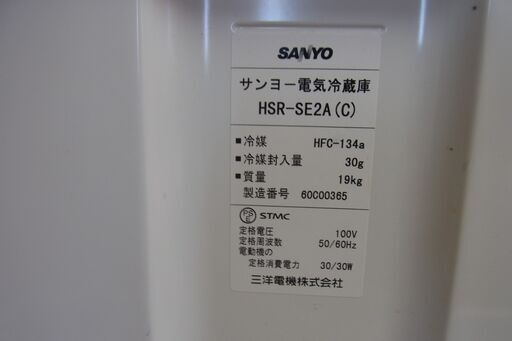 SANYO
サンヨー電気冷蔵庫
HSR-SE2A(C)
■冷媒 HFC-134a
■冷媒封入量 30g
■質量 19kg
製造番号 60C00365
PSE STMC
定格電圧 100V
定格周波数 50/60Hz
電動機の
定格消費電力 30/30W
三洋電機株式会社